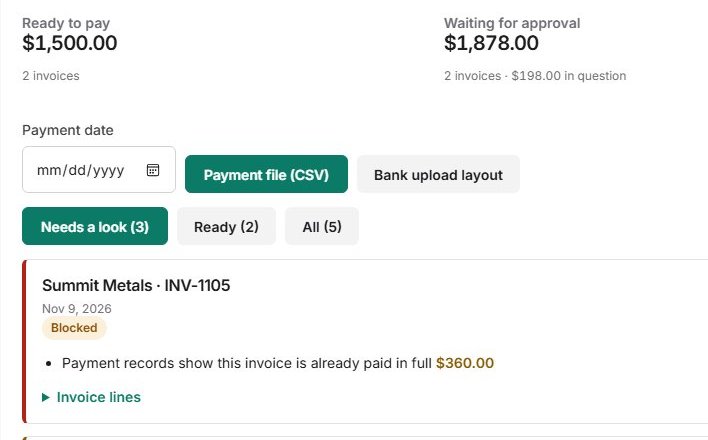 Ready to pay
$1,500.00
2 invoices
Waiting for approval
$1,878.00
2 invoices · $198.00 in question
Payment date
mm/dd/yyyy
Payment file (CSV)
Bank upload layout
Needs a look (3)
Ready (2)
All (5)
Summit Metals · INV-1105
Nov 9, 2026
Blocked
Payment records show this invoice is already paid in full $360.00
Invoice lines